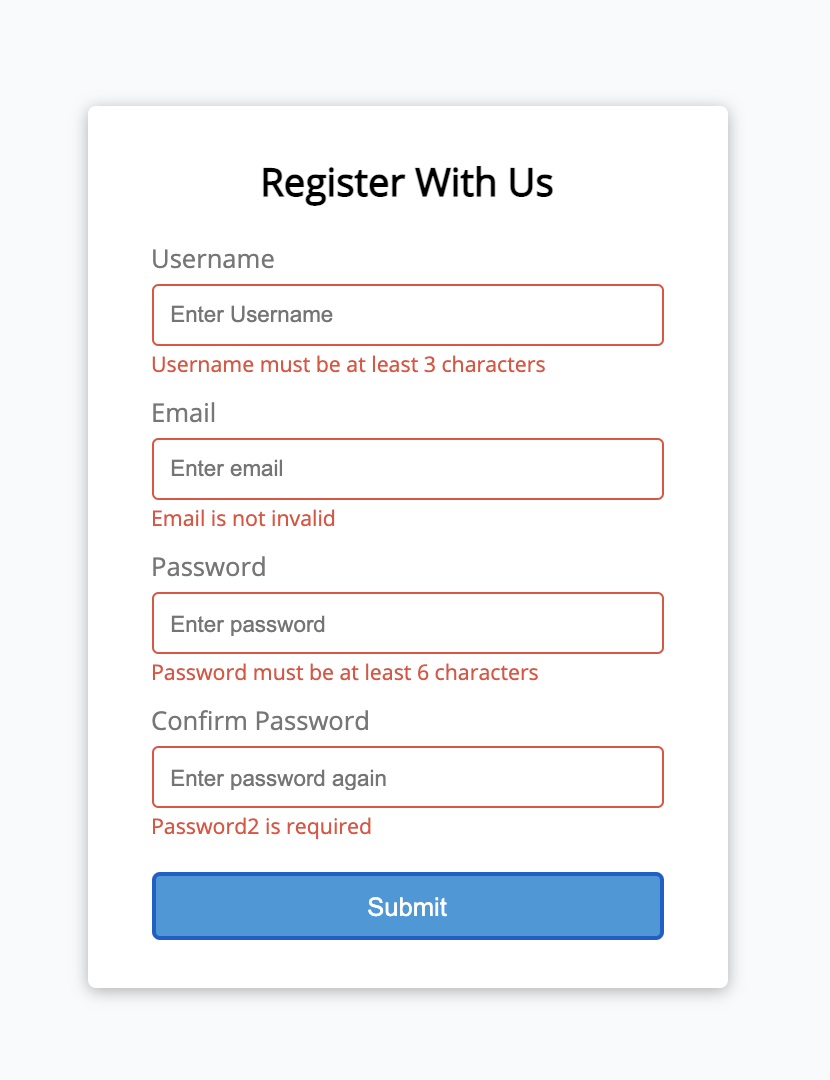 Register With Us
Username
Enter Username
Username must be at least 3 characters
Email
Enter email
Email is not invalid
Password
Enter password
Password must be at least 6 characters
Confirm Password
Enter password again
Password2 is required
Submit